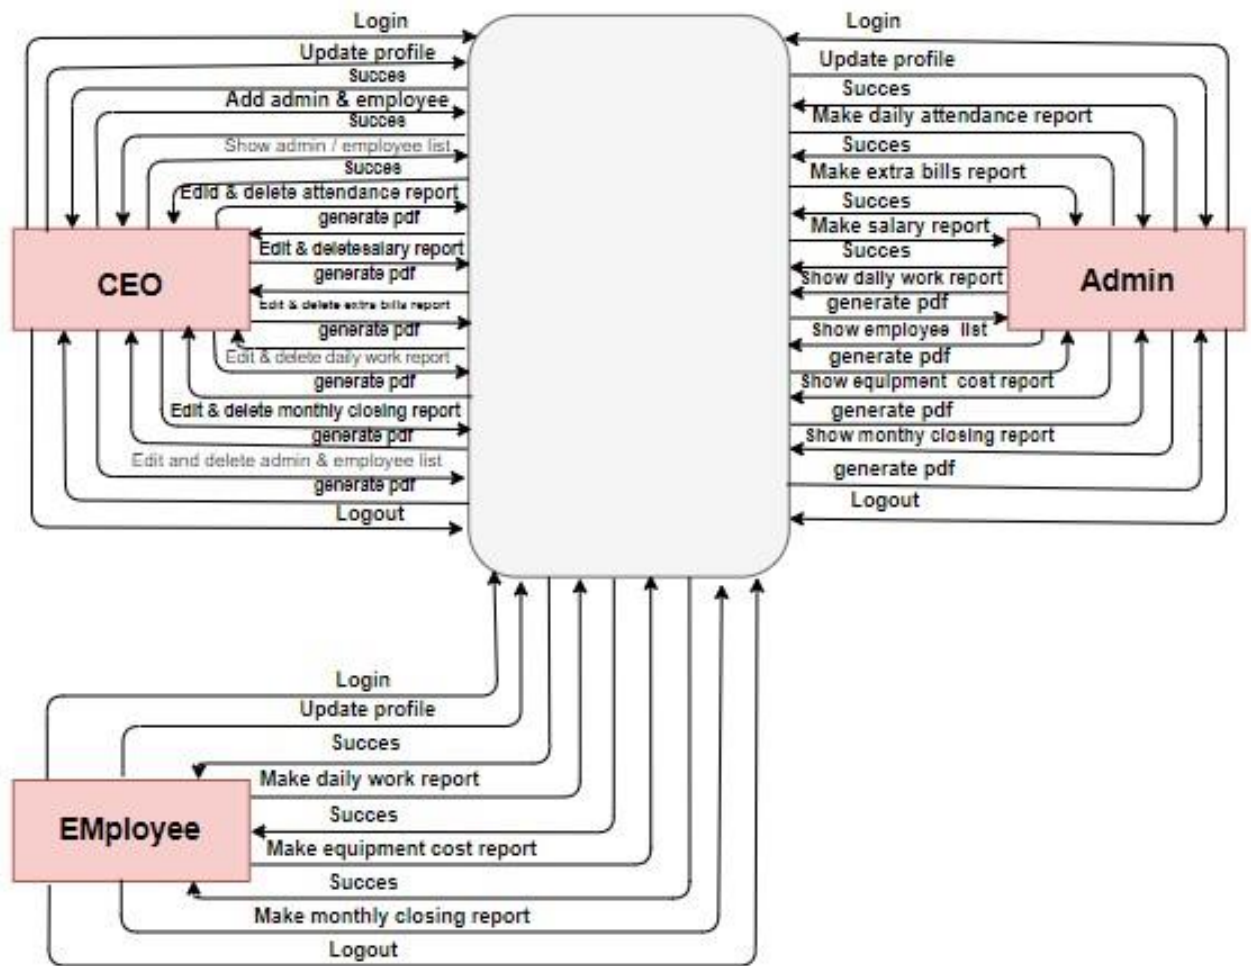 Login
Update profile
Succes
Add admin & employee
Succes
Show admin / employee list
Succes
Edid & delete attendance report
generate pdf
Edit & deletesalary report
generate pdf
Edit & delete extra bills report
generate pdf
Edit & delete daily work report
generate pdf
Edit & delete monthly closing report
generate pdf
Edit and delete admin & employee list
generate pdf
Logout
CEO
Login
Update profile
Succes
Make daily attendance report
Succes
Make extra bills report
Succes
Make salary report
Succes
Show daily work report
generate pdf
Show employee list
generate pdf
Show equipment cost report
generate pdf
Show monthy closing report
generate pdf
Logout
Admin
Login
Update profile
Succes
Make daily work report
Succes
Make equipment cost report
Succes
Make monthly closing report
Logout
EMployee